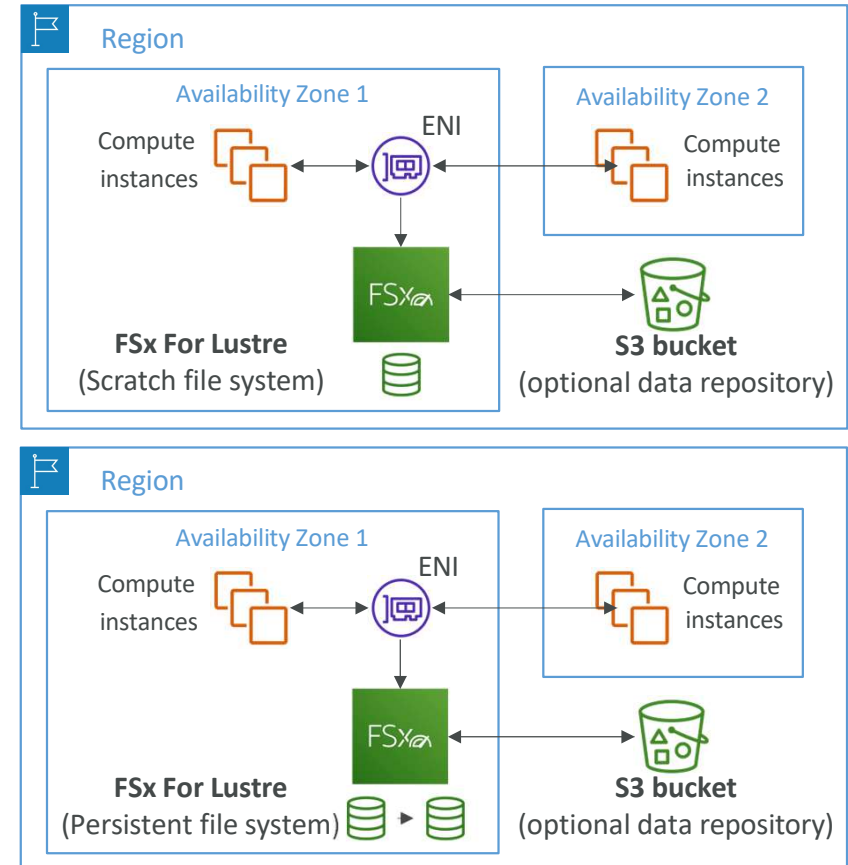 Region
Availability Zone 1
Availability Zone 2
ENI
Compute
instances
Compute
instances
FSx
FSx For Lustre
(Scratch file system)
S3 bucket
(optional data repository)
Region
Availability Zone 1
Availability Zone 2
ENI
Compute
instances
Compute
instances
FSx
FSx For Lustre
(Persistent file system)
S3 bucket
(optional data repository)